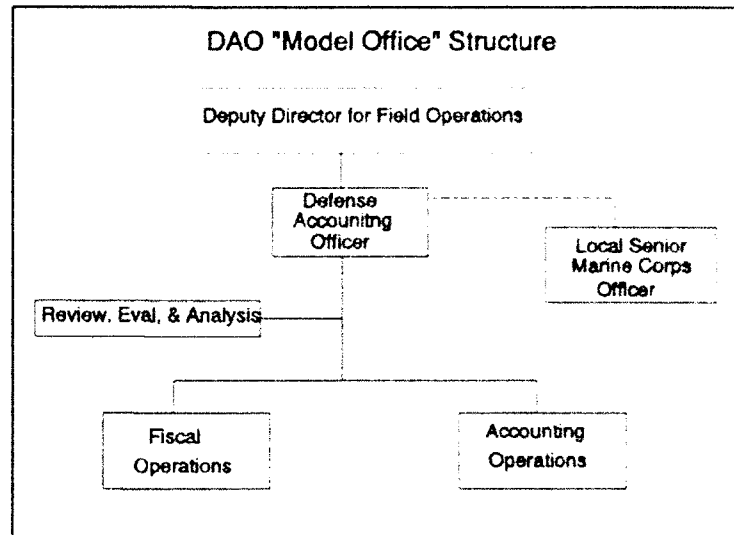 DAO "Model Office" Structure
Deputy Director for Field Operations
Defense
Accounitng
Officer
Local Senior
Marine Corps
Officer
Review, Eval, & Analysis
Fiscal
Operations
Accounting
Operations